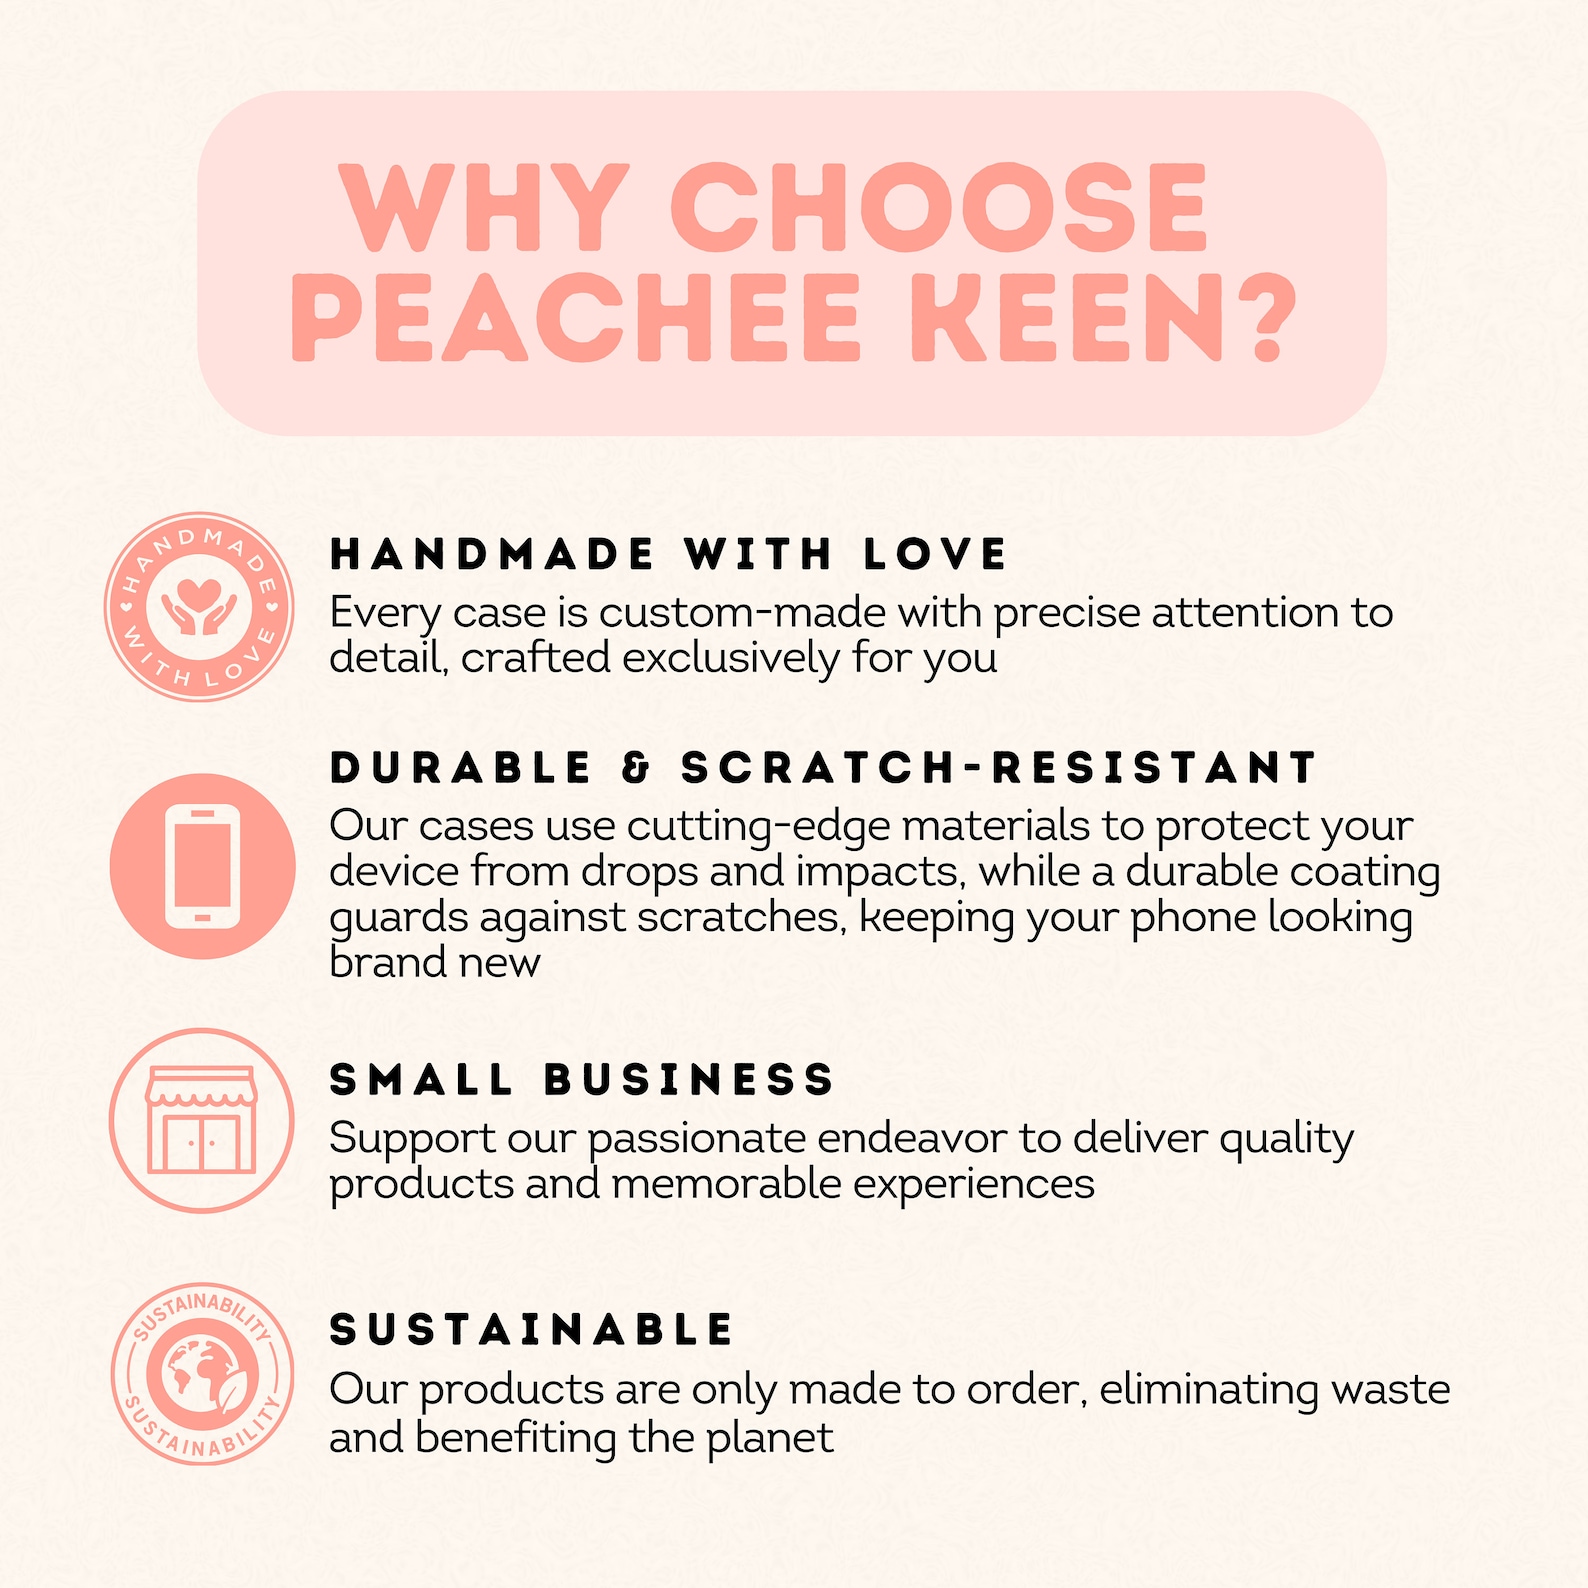 WHY CHOOSE
PEACHEE KEEN?
HANDMADE
WITH LOVE
HANDMADE WITH LOVE
Every case is custom-made with precise attention to
detail, crafted exclusively for you
DURABLE & SCRATCH-RESISTANT
Our cases use cutting-edge materials to protect your
device from drops and impacts, while a durable coating
guards against scratches, keeping your phone looking
brand new
SMALL BUSINESS
Support our passionate endeavor to deliver quality
products and memorable experiences
SUSTAINABILITY
SUSTAINABILITY
SUSTAINABLE
Our products are only made to order, eliminating waste
and benefiting the planet